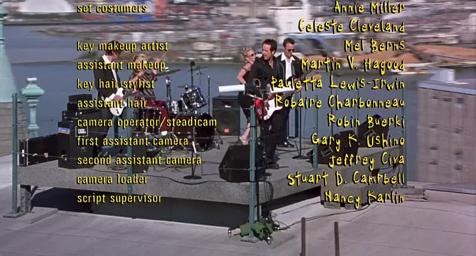 set costumers Annie Miller
Celeste Cleveland
key makeup artist Mel Berns
assistant makeup Martin V. Hagood
key hair stylist Pauletta Lewis-Irwin
assistant hair Robaire Charbonneau
camera operator/steadicam Robin Buerki
first assistant camera Gary K. Ushino
second assistant camera Jeffrey Civa
camera loader Stuart D. Campbell
script supervisor Nancy Karlin